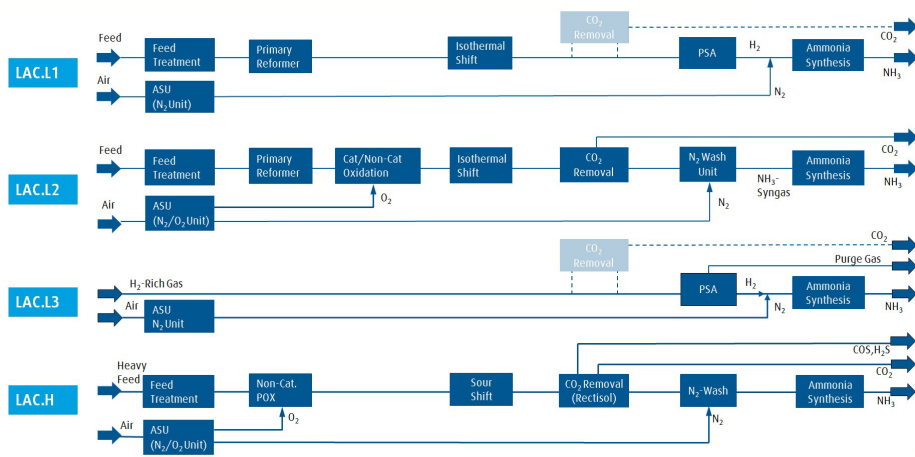 LAC.L1
Feed
Feed
Treatment
Primary
Reformer
Isothermal
Shift
CO2
Removal
PSA
H2
Ammonia
Synthesis
CO2
NH3
Air
ASU
(N2 Unit)
N2
LAC.L2
Feed
Feed
Treatment
Primary
Reformer
Cat/Non-Cat
Oxidation
Isothermal
Shift
CO2
Removal
N2 Wash
Unit
NH3-
Syngas
Ammonia
Synthesis
CO2
NH3
Air
ASU
(N2/O2 Unit)
O2
N2
LAC.L3
H2-Rich Gas
CO2
Removal
CO2
Purge Gas
PSA
H2
N2
Ammonia
Synthesis
NH3
Air
ASU
N2 Unit
LAC.H
Heavy
Feed
Feed
Treatment
Non-Cat.
POX
Sour
Shift
CO2 Removal
(Rectisol)
N2-Wash
Ammonia
Synthesis
COS,H2S
CO2
NH3
Air
ASU
(N2/O2 Unit)
O2
N2